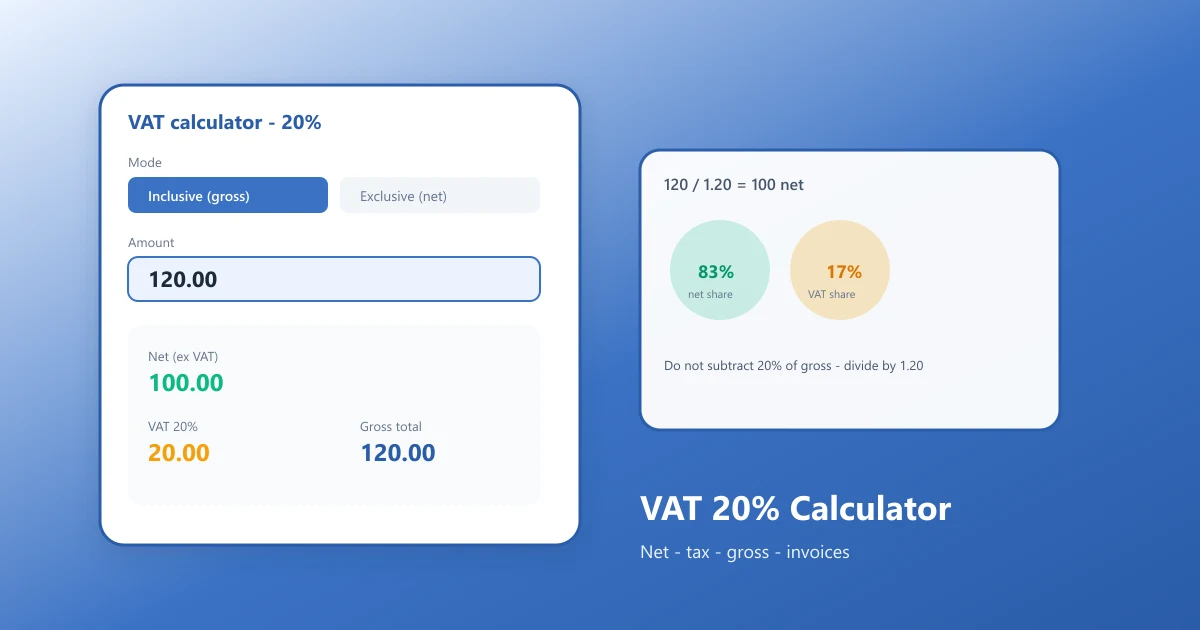 VAT calculator - 20%
Mode
Inclusive (gross)
Exclusive (net)
Amount
120.00
Net (ex VAT)
100.00
VAT 20%
20.00
Gross total
120.00
120 / 1.20 = 100 net
83%
net share
17%
VAT share
Do not subtract 20% of gross - divide by 1.20
VAT 20% Calculator
Net - tax - gross - invoices